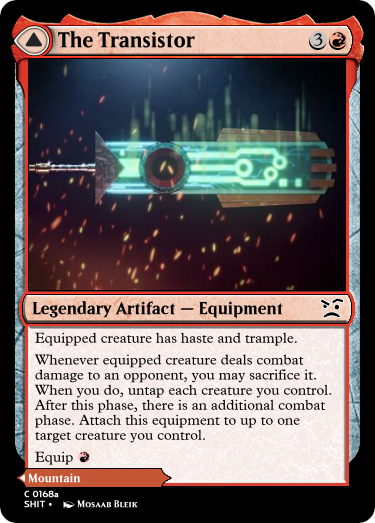 The Transistor 3
Legendary Artifact — Equipment
Equipped creature has haste and trample.
Whenever equipped creature deals combat
damage to an opponent, you may sacrifice it.
When you do, untap each creature you control.
After this phase, there is an additional combat
phase. Attach this equipment to up to one
target creature you control.
Equip
Mountain
C 0168a
SHIT • Mosaab Bleik